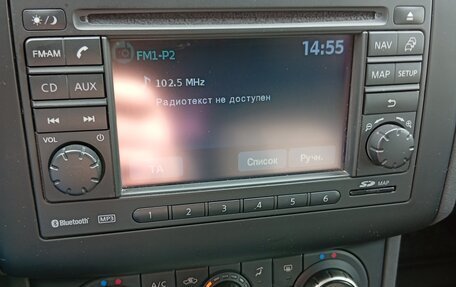 FM1-P2 14:55
FM•AM NAV
102.5 MHz
CD AUX MAP SETUP
Радиотекст не доступен
VOL
TA Список Ручн.
SD MAP
Bluetooth MP3 1 2 3 4 5 6
A/C